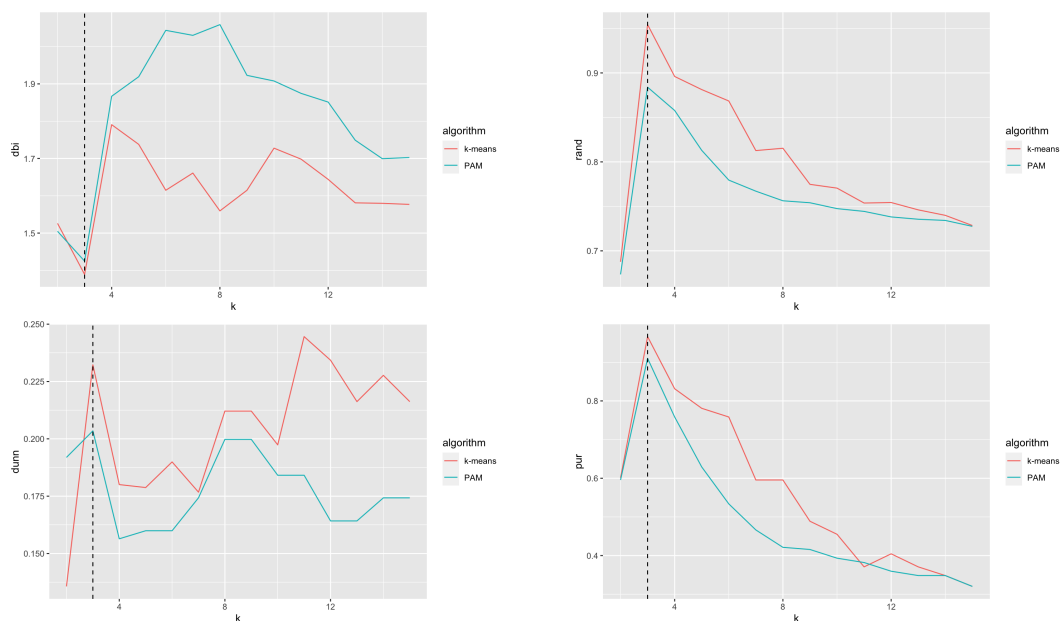 dbi
1.9
1.7
1.5
4
8
12
k
algorithm
k-means
PAM
rand
0.9
0.8
0.7
4
8
12
k
algorithm
k-means
PAM
dunn
0.250
0.225
0.200
0.175
0.150
4
8
12
k
algorithm
k-means
PAM
pur
0.8
0.6
0.4
4
8
12
k
algorithm
k-means
PAM